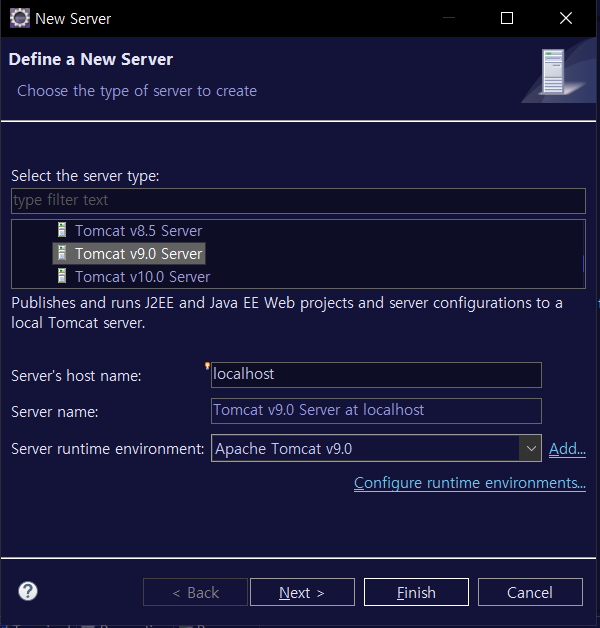 New Server
Define a New Server
Choose the type of server to create
Select the server type:
type filter text
Tomcat v8.5 Server
Tomcat v9.0 Server
Tomcat v10.0 Server
Publishes and runs J2EE and Java EE Web projects and server configurations to a
local Tomcat server.
Server's host name: localhost
Server name: Tomcat v9.0 Server at localhost
Server runtime environment: Apache Tomcat v9.0 Add...
Configure runtime environments...
? < Back Next > Finish Cancel